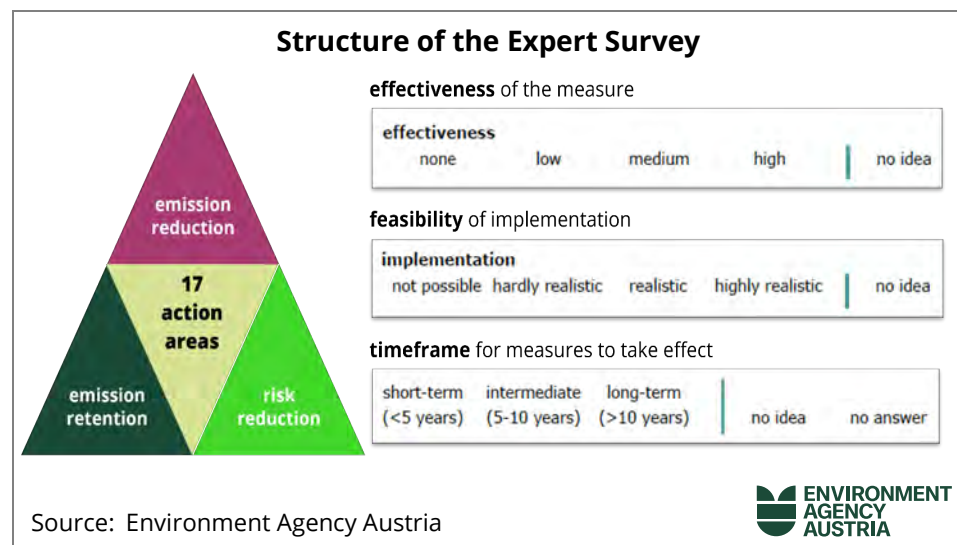 Structure of the Expert Survey
emission
reduction
17
action
areas
emission
retention
risk
reduction
effectiveness of the measure
effectiveness
none low medium high no idea
feasibility of implementation
implementation
not possible hardly realistic realistic highly realistic no idea
timeframe for measures to take effect
short-term intermediate long-term
(<5 years) (5-10 years) (>10 years) no idea no answer
Source: Environment Agency Austria
ENVIRONMENT
AGENCY
AUSTRIA